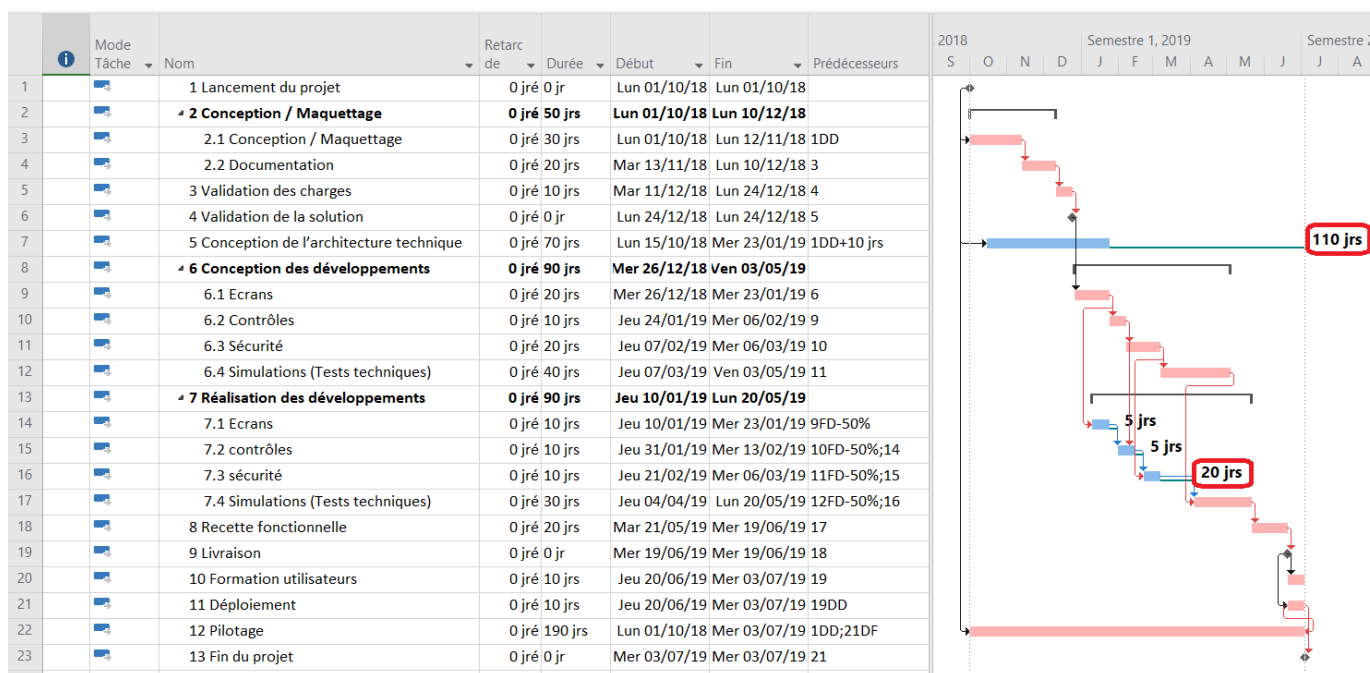 Mode Tâche Nom Retarc de Durée Début Fin Prédécesseurs
2018 Semestre 1, 2019 Semestre 2
S O N D J F M A M J J A
1 1 Lancement du projet 0 jré 0 jr Lun 01/10/18 Lun 01/10/18
2 2 Conception / Maquettage 0 jré 50 jrs Lun 01/10/18 Lun 10/12/18
3 2.1 Conception / Maquettage 0 jré 30 jrs Lun 01/10/18 Lun 12/11/18 1DD
4 2.2 Documentation 0 jré 20 jrs Mar 13/11/18 Lun 10/12/18 3
5 3 Validation des charges 0 jré 10 jrs Mar 11/12/18 Lun 24/12/18 4
6 4 Validation de la solution 0 jré 0 jr Lun 24/12/18 Lun 24/12/18 5
7 5 Conception de l’architecture technique 0 jré 70 jrs Lun 15/10/18 Mer 23/01/19 1DD+10 jrs 110 jrs
8 6 Conception des développements 0 jré 90 jrs Mer 26/12/18 Ven 03/05/19
9 6.1 Ecrans 0 jré 20 jrs Mer 26/12/18 Mer 23/01/19 6
10 6.2 Contrôles 0 jré 10 jrs Jeu 24/01/19 Mer 06/02/19 9
11 6.3 Sécurité 0 jré 20 jrs Jeu 07/02/19 Mer 06/03/19 10
12 6.4 Simulations (Tests techniques) 0 jré 40 jrs Jeu 07/03/19 Ven 03/05/19 11
13 7 Réalisation des développements 0 jré 90 jrs Jeu 10/01/19 Lun 20/05/19
14 7.1 Ecrans 0 jré 10 jrs Jeu 10/01/19 Mer 23/01/19 9FD-50% 5 jrs
15 7.2 contrôles 0 jré 10 jrs Jeu 31/01/19 Mer 13/02/19 10FD-50%;14 5 jrs
16 7.3 sécurité 0 jré 10 jrs Jeu 21/02/19 Mer 06/03/19 11FD-50%;15 20 jrs
17 7.4 Simulations (Tests techniques) 0 jré 30 jrs Jeu 04/04/19 Lun 20/05/19 12FD-50%;16
18 8 Recette fonctionnelle 0 jré 20 jrs Mar 21/05/19 Mer 19/06/19 17
19 9 Livraison 0 jré 0 jr Mer 19/06/19 Mer 19/06/19 18
20 10 Formation utilisateurs 0 jré 10 jrs Jeu 20/06/19 Mer 03/07/19 19
21 11 Déploiement 0 jré 10 jrs Jeu 20/06/19 Mer 03/07/19 19DD
22 12 Pilotage 0 jré 190 jrs Lun 01/10/18 Mer 03/07/19 1DD;21DF
23 13 Fin du projet 0 jré 0 jr Mer 03/07/19 Mer 03/07/19 21